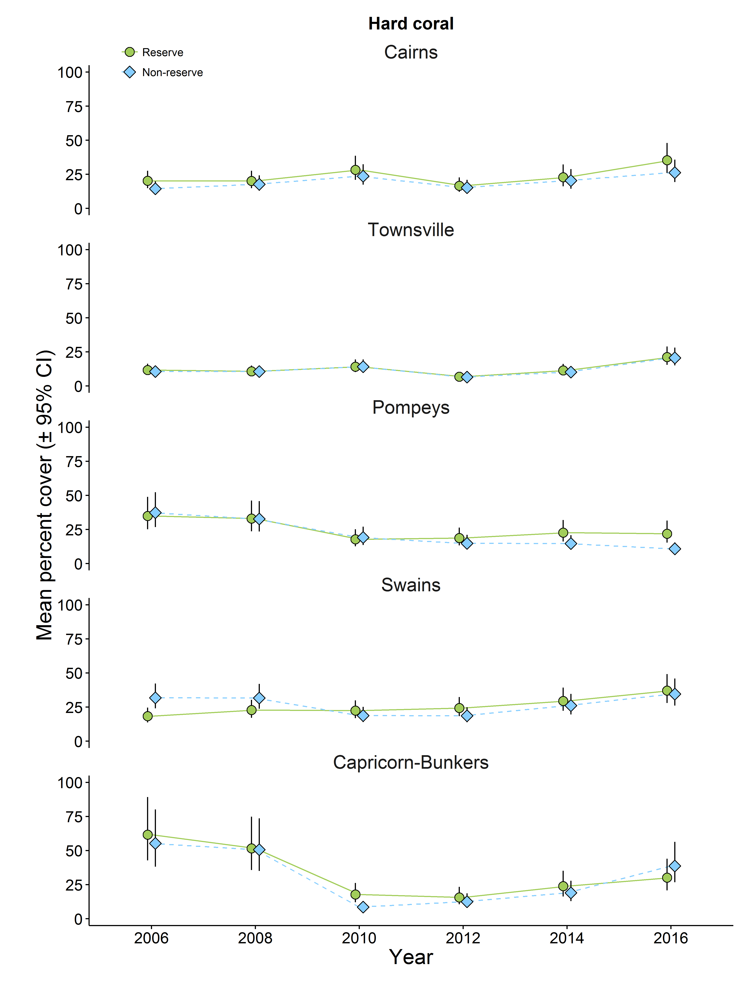 Hard coral
Cairns
Reserve
Non-reserve
100
75
50
25
0
Townsville
100
75
50
25
0
Mean percent cover (± 95% CI)
Pompeys
100
75
50
25
0
Swains
100
75
50
25
0
Capricorn-Bunkers
100
75
50
25
0
2006 2008 2010 2012 2014 2016
Year